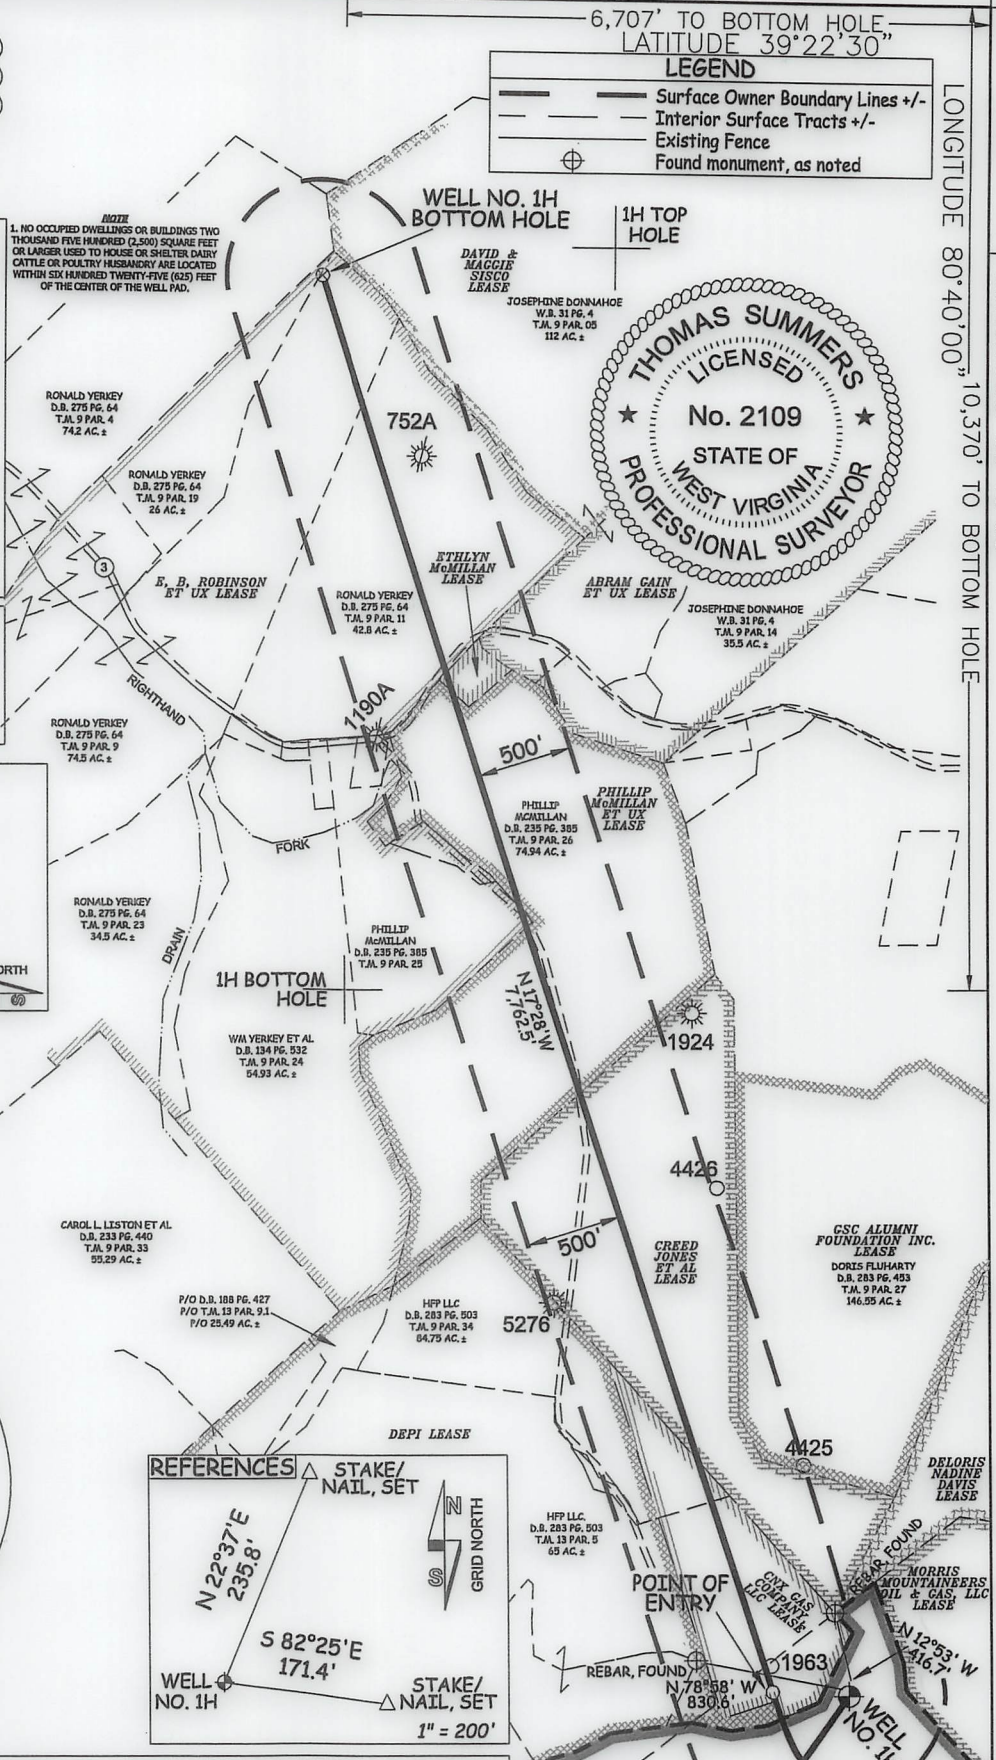 6,707' TO BOTTOM HOLE
LATITUDE 39°22'30"
LEGEND
Surface Owner Boundary Lines +/-
Interior Surface Tracts +/-
Existing Fence
Found monument, as noted
LONGITUDE 80°40'00"
10,370' TO BOTTOM HOLE
NOTE
1. NO OCCUPIED DWELLINGS OR BUILDINGS TWO
THOUSAND FIVE HUNDRED (2,500) SQUARE FEET
OR LARGER USED TO HOUSE OR SHELTER DAIRY
CATTLE OR POULTRY HUSBANDRY ARE LOCATED
WITHIN SIX HUNDRED TWENTY-FIVE (625) FEET
OF THE CENTER OF THE WELL PAD.
WELL NO. 1H
BOTTOM HOLE
1H TOP
HOLE
DAVID &
MAGGIE
SISCO
LEASE
JOSEPHINE DONNAHOE
W.B. 31 PG. 4
T.M. 9 PAR. 05
112 AC. ±
THOMAS SUMMERS
LICENSED
No. 2109
STATE OF
WEST VIRGINIA
PROFESSIONAL SURVEYOR
RONALD YERKEY
D.B. 275 PG. 64
T.M. 9 PAR. 4
74.2 AC. ±
752A
RONALD YERKEY
D.B. 275 PG. 64
T.M. 9 PAR. 19
26 AC. ±
3
E. B. ROBINSON
ET UX LEASE
ETHLYN
McMILLAN
LEASE
RONALD YERKEY
D.B. 275 PG. 64
T.M. 9 PAR. 11
42.8 AC. ±
ABRAM GAIN
ET UX LEASE
JOSEPHINE DONNAHOE
W.B. 31 PG. 4
T.M. 9 PAR. 14
35.5 AC. ±
RIGHTHAND
1190A
RONALD YERKEY
D.B. 275 PG. 64
T.M. 9 PAR. 9
74.5 AC. ±
500'
PHILLIP
McMILLAN
ET UX
LEASE
PHILLIP
MCMILLAN
D.B. 235 PG. 385
T.M. 9 PAR. 26
74.94 AC. ±
FORK
RONALD YERKEY
D.B. 275 PG. 64
T.M. 9 PAR. 23
34.5 AC. ±
DRAIN
PHILLIP
McMILLAN
D.B. 235 PG. 385
T.M. 9 PAR. 25
1H BOTTOM
HOLE
N 17°28' W
7,762.5'
ORTH
S
WM YERKEY ET AL
D.B. 134 PG. 532
T.M. 9 PAR. 24
54.93 AC. ±
1924
4426
CAROL L. LISTON ET AL
D.B. 233 PG. 440
T.M. 9 PAR. 33
55.29 AC. ±
500'
CREED
JONES
ET AL
LEASE
GSC ALUMNI
FOUNDATION INC.
LEASE
DORIS FLUHARTY
D.B. 283 PG. 453
T.M. 9 PAR. 27
146.55 AC. ±
P/O D.B. 188 PG. 427
P/O T.M. 13 PAR. 9.1
P/O 25.49 AC. ±
HFP LLC
D.B. 283 PG. 503
T.M. 9 PAR. 34
84.75 AC. ±
5276
DEPI LEASE
4425
DELORIS
NADINE
DAVIS
LEASE
REFERENCES
STAKE/
NAIL, SET
N 22°37'E
235.8'
N
S
GRID NORTH
S 82°25'E
171.4'
WELL
NO. 1H
STAKE/
NAIL, SET
1" = 200'
HFP LLC.
D.B. 283 PG. 503
T.M. 13 PAR. 5
65 AC. ±
POINT OF
ENTRY
CNX GAS
COMPANY,
LLC LEASE
REBAR, FOUND
MORRIS
MOUNTAINEERS
OIL & GAS, LLC
LEASE
N 12°53' W
416.7'
REBAR, FOUND
1963
N 78°58' W
830.6'
WELL
NO. 1